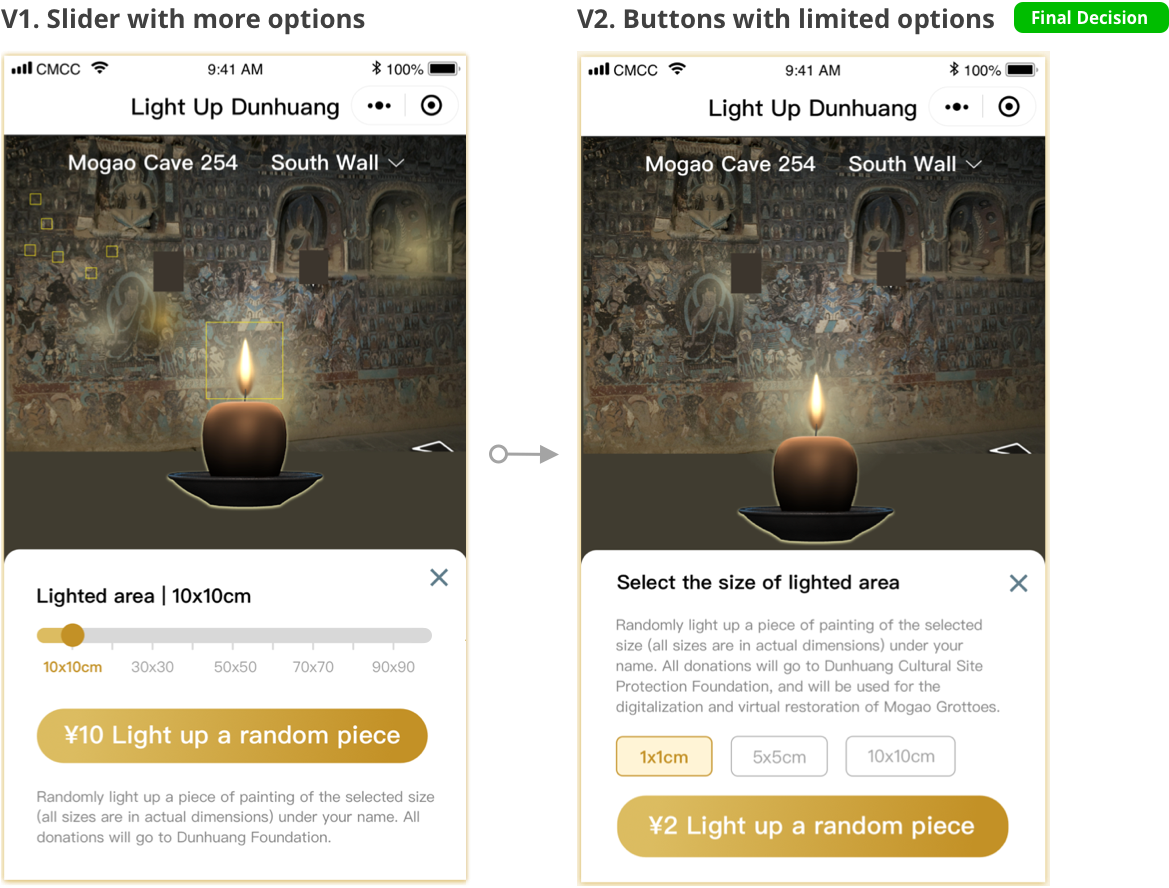 V1. Slider with more options
CMCC
9:41 AM
100%
Light Up Dunhuang
Mogao Cave 254
South Wall
Lighted area | 10x10cm
10x10cm
30x30
50x50
70x70
90x90
¥10 Light up a random piece
Randomly light up a piece of painting of the selected size
(all sizes are in actual dimensions) under your name. All
donations will go to Dunhuang Foundation.
V2. Buttons with limited options
Final Decision
CMCC
9:41 AM
100%
Light Up Dunhuang
Mogao Cave 254
South Wall
Select the size of lighted area
Randomly light up a piece of painting of the selected
size (all sizes are in actual dimensions) under your
name. All donations will go to Dunhuang Cultural Site
Protection Foundation, and will be used for the
digitalization and virtual restoration of Mogao Grottoes.
1x1cm
5x5cm
10x10cm
¥2 Light up a random piece